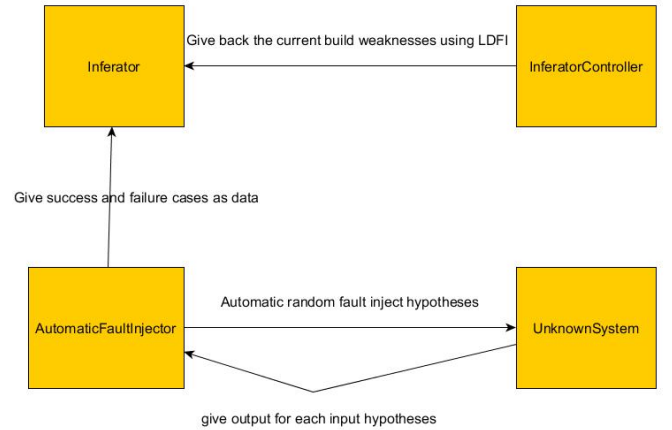 Give back the current build weaknesses using LDFI
Inferator
InferatorController
Give success and failure cases as data
Automatic random fault inject hypotheses
AutomaticFaultInjector
UnknownSystem
give output for each input hypotheses